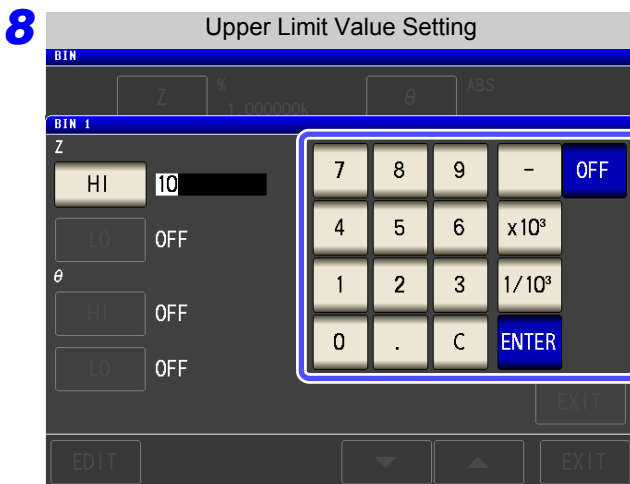 8 Upper Limit Value Setting
BIN
Z % 1.000000k θ ABS
BIN 1
Z
HI 10
LO OFF
θ
HI OFF
LO OFF
7 8 9 - OFF
4 5 6 x10³
1 2 3 1/10³
0 . C ENTER
EXIT
EDIT EXIT